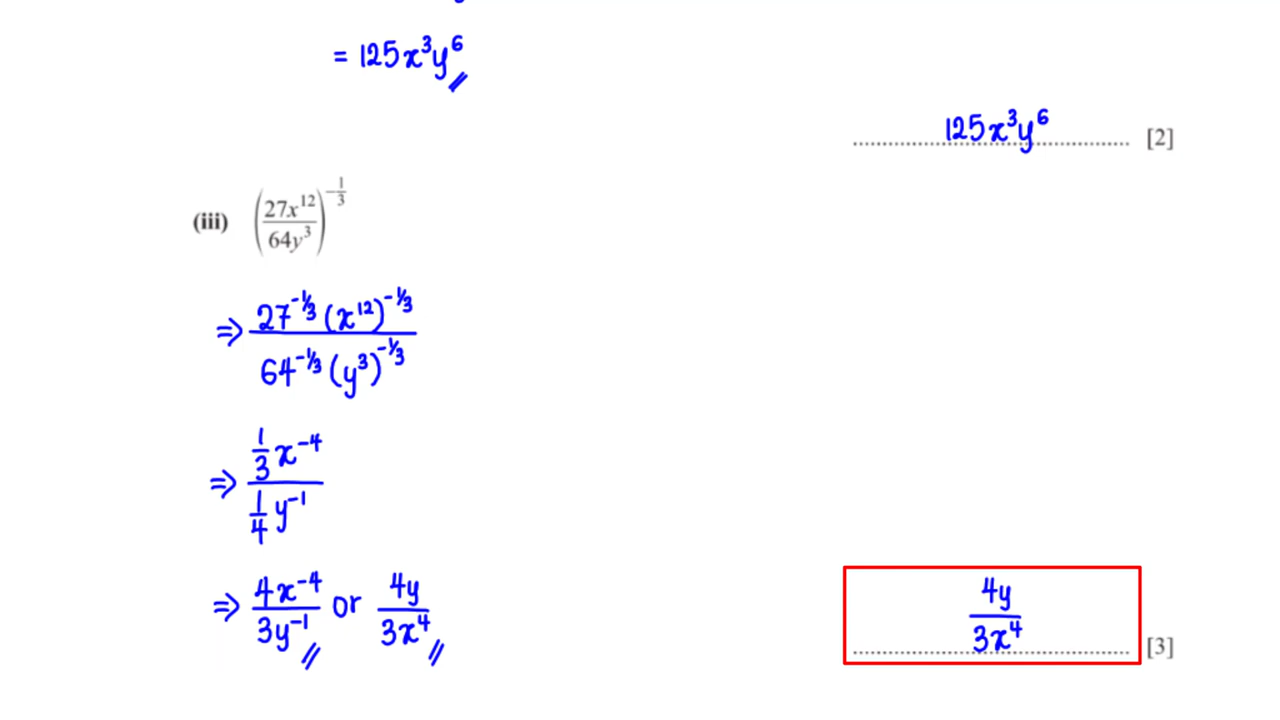 = 125x³y⁶
125x³y⁶ [2]
(iii) (27x¹²/64y³)^(-1/3)
⇒ 27^(-1/3) (x¹²)^(-1/3) / 64^(-1/3) (y³)^(-1/3)
⇒ 1/3 x⁻⁴ / 1/4 y⁻¹
⇒ 4x⁻⁴/3y⁻¹ or 4y/3x⁴
4y/3x⁴ [3]